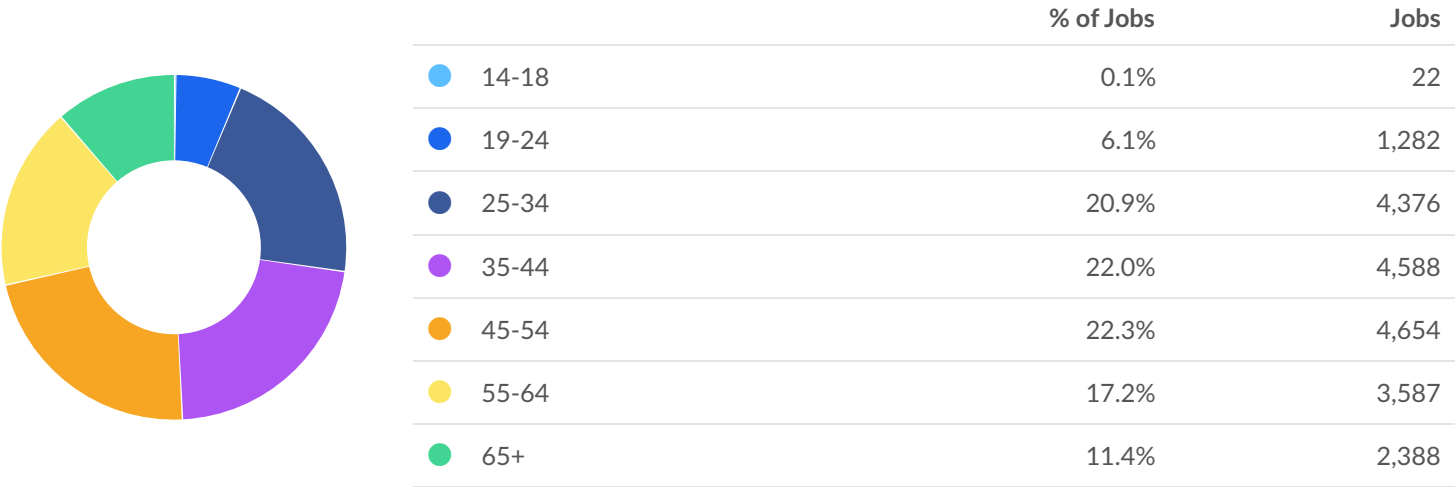 % of Jobs Jobs
14-18 0.1% 22
19-24 6.1% 1,282
25-34 20.9% 4,376
35-44 22.0% 4,588
45-54 22.3% 4,654
55-64 17.2% 3,587
65+ 11.4% 2,388